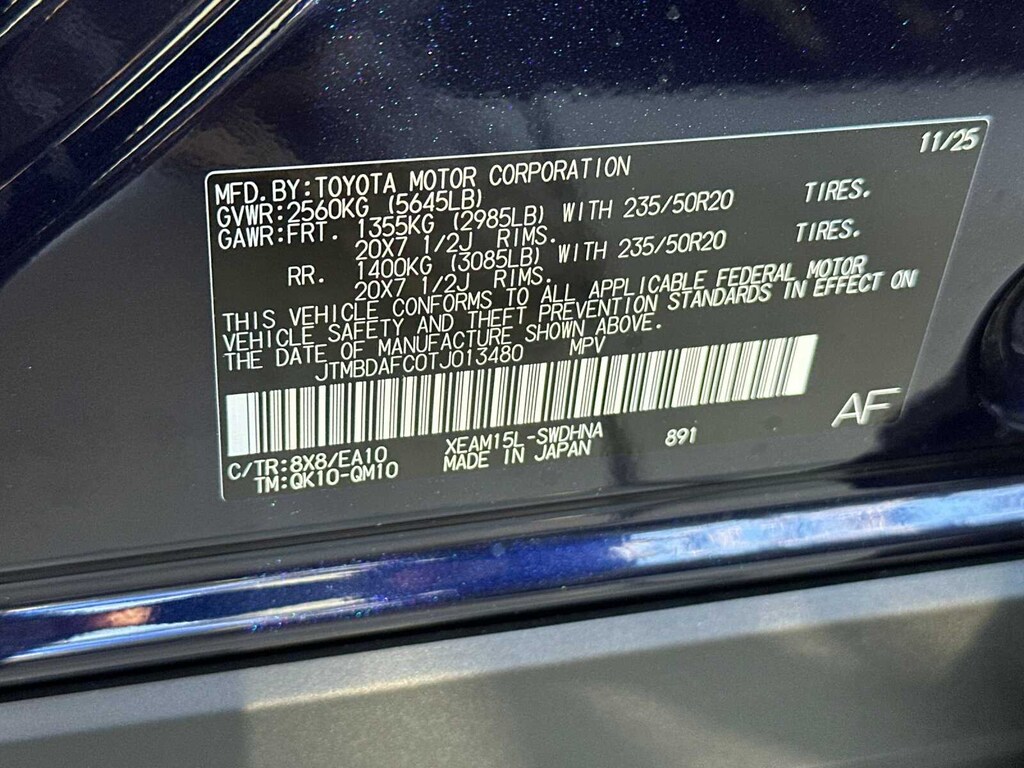 11/25
MFD.BY:TOYOTA MOTOR CORPORATION
GVWR:2560KG (5645LB)
GAWR:FRT. 1355KG (2985LB) WITH 235/50R20 TIRES.
20X7 1/2J RIMS.
RR. 1400KG (3085LB) WITH 235/50R20 TIRES.
20X7 1/2J RIMS.
THIS VEHICLE CONFORMS TO ALL APPLICABLE FEDERAL MOTOR
VEHICLE SAFETY AND THEFT PREVENTION STANDARDS IN EFFECT ON
THE DATE OF MANUFACTURE SHOWN ABOVE.
JTMBDAFC0TJ013480 MPV
AF
C/TR:8X8/EA10 XEAM15L-SWDHNA 891
TM:QK10-QM10 MADE IN JAPAN